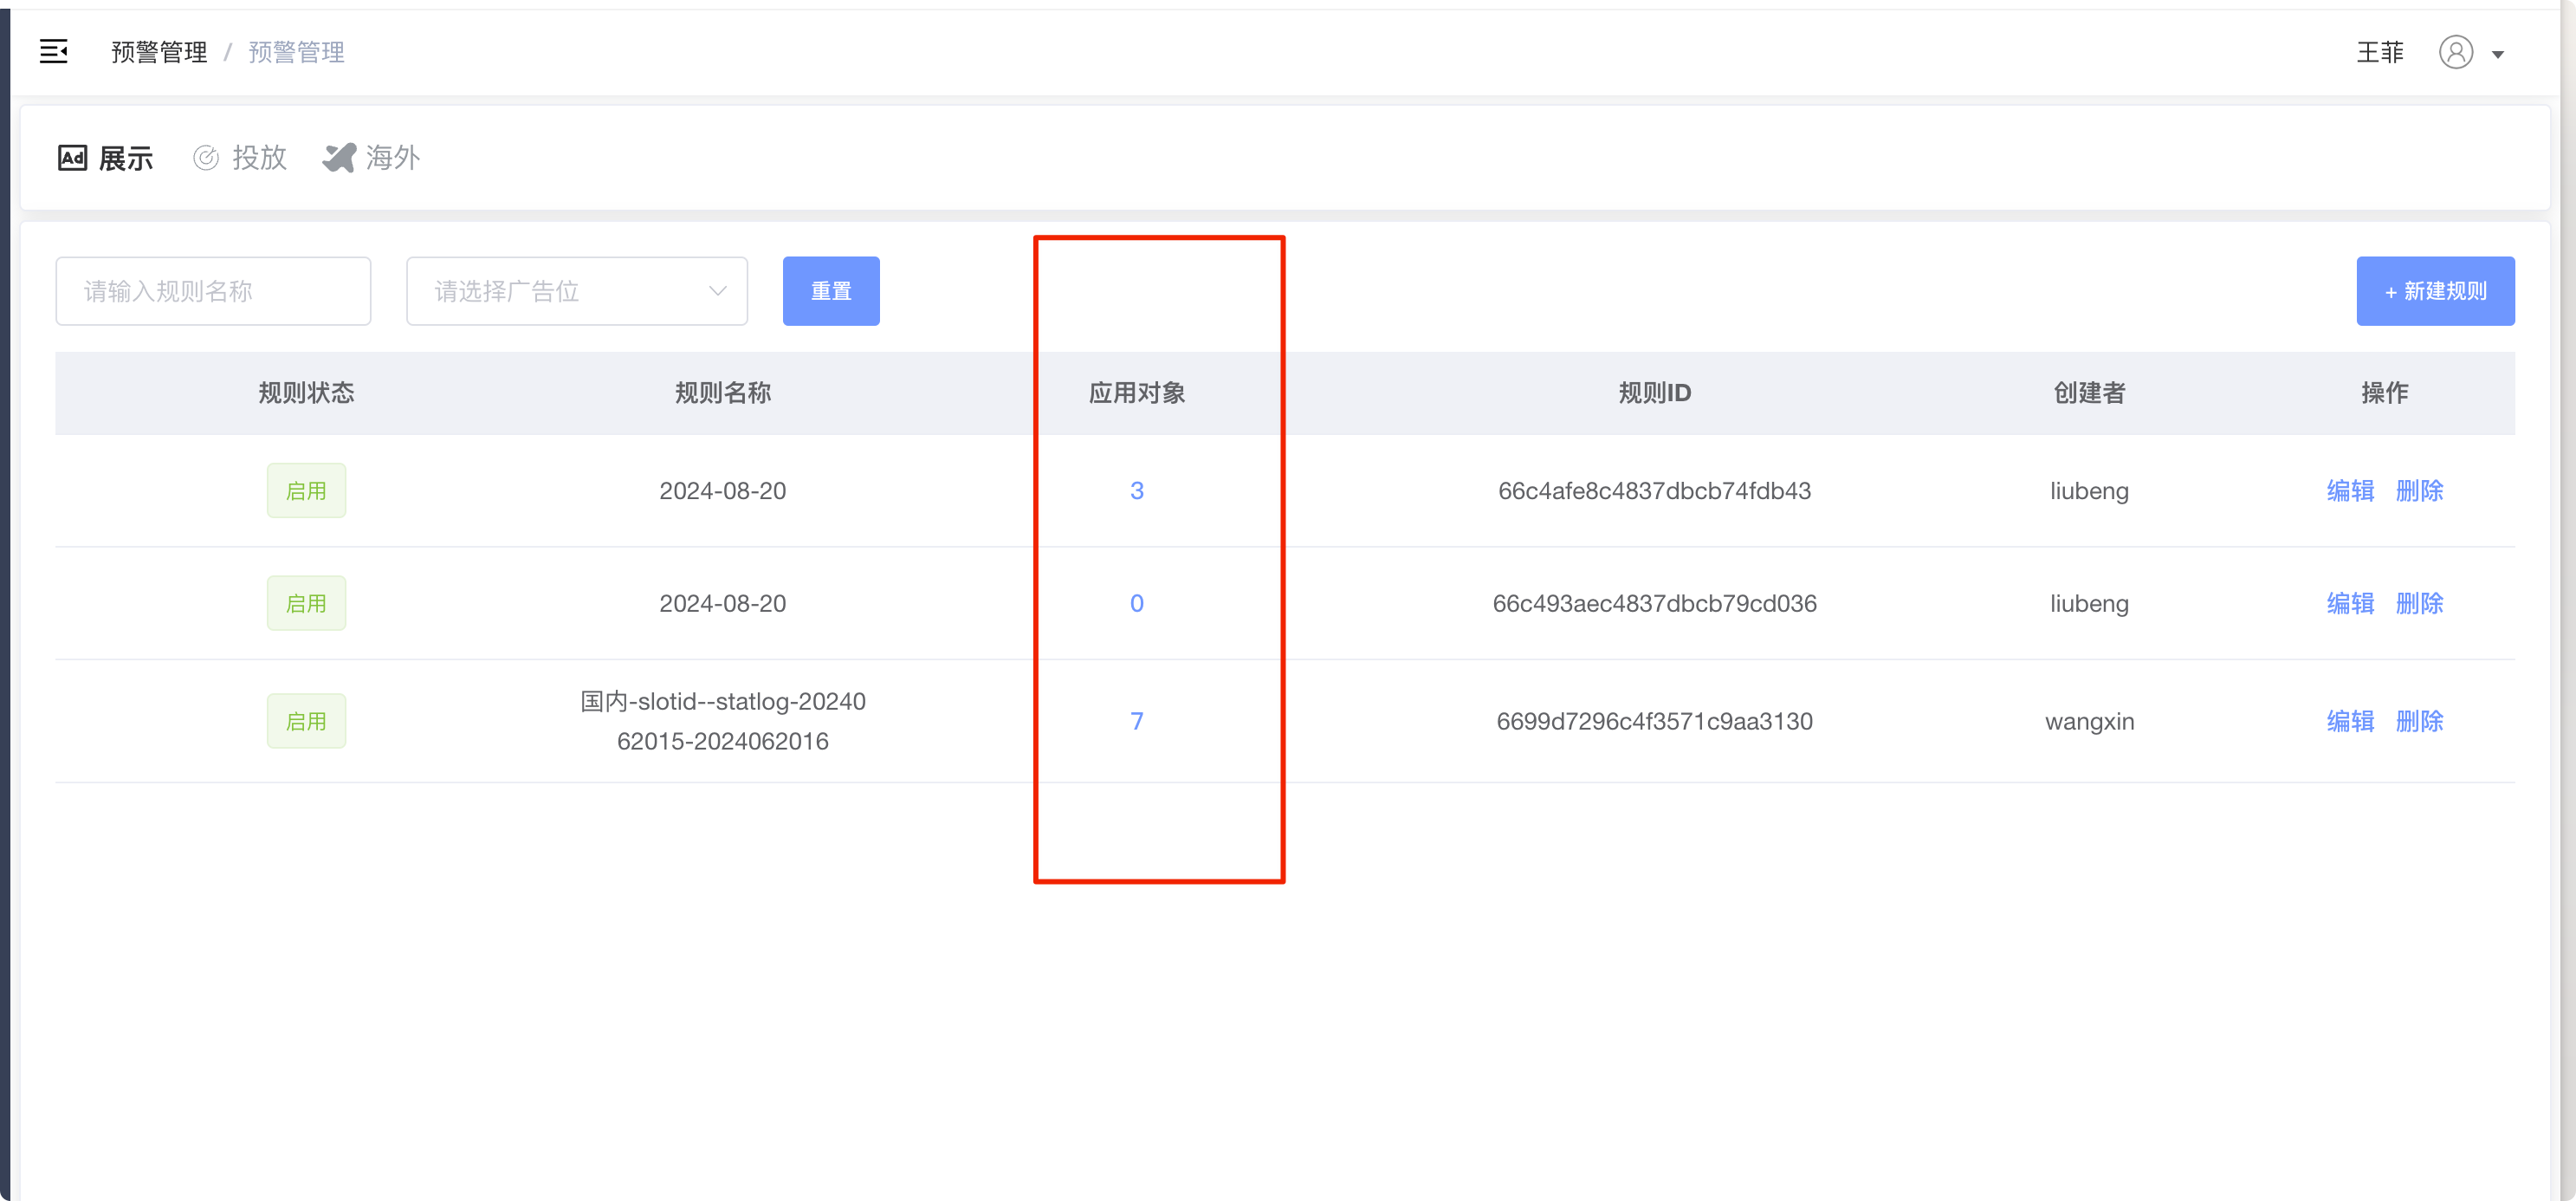 预警管理 / 预警管理
王菲
Ad 展示 投放 海外
请输入规则名称 请选择广告位 重置 + 新建规则
规则状态 规则名称 应用对象 规则ID 创建者 操作
启用 2024-08-20 3 66c4afe8c4837dbcb74fdb43 liubeng 编辑 删除
启用 2024-08-20 0 66c493aec4837dbcb79cd036 liubeng 编辑 删除
启用 国内-slotid--statlog-20240
62015-2024062016 7 6699d7296c4f3571c9aa3130 wangxin 编辑 删除